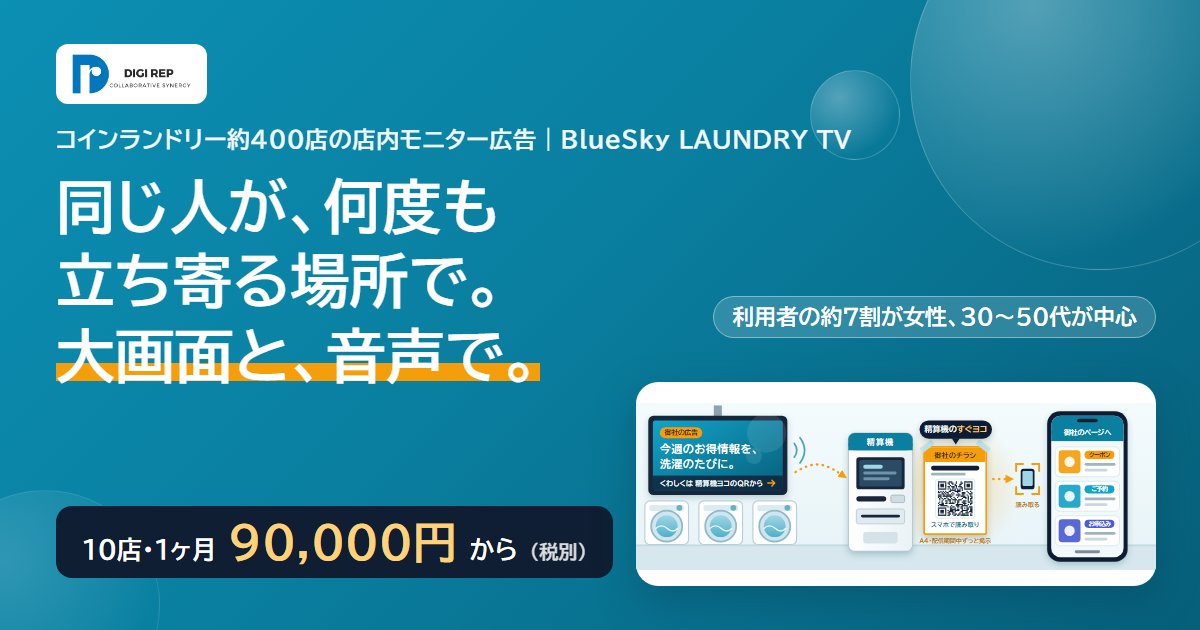 DIGI REP
COLLABORATIVE SYNERGY
コインランドリー約400店の店内モニター広告｜BlueSky LAUNDRY TV
同じ人が、何度も
立ち寄る場所で。
大画面と、音声で。
利用者の約7割が女性、30〜50代が中心
10店・1ヶ月 90,000円 から（税別）
御社の広告
今週のお得情報を、
洗濯のたびに。
くわしくは 精算機ヨコのQRから →
精算機
精算機のすぐヨコ
御社のチラシ
スマホで読み取り
A4・配信期間中ずっと掲示
読み取る
御社のページへ
クーポン
ご予約
お申込み